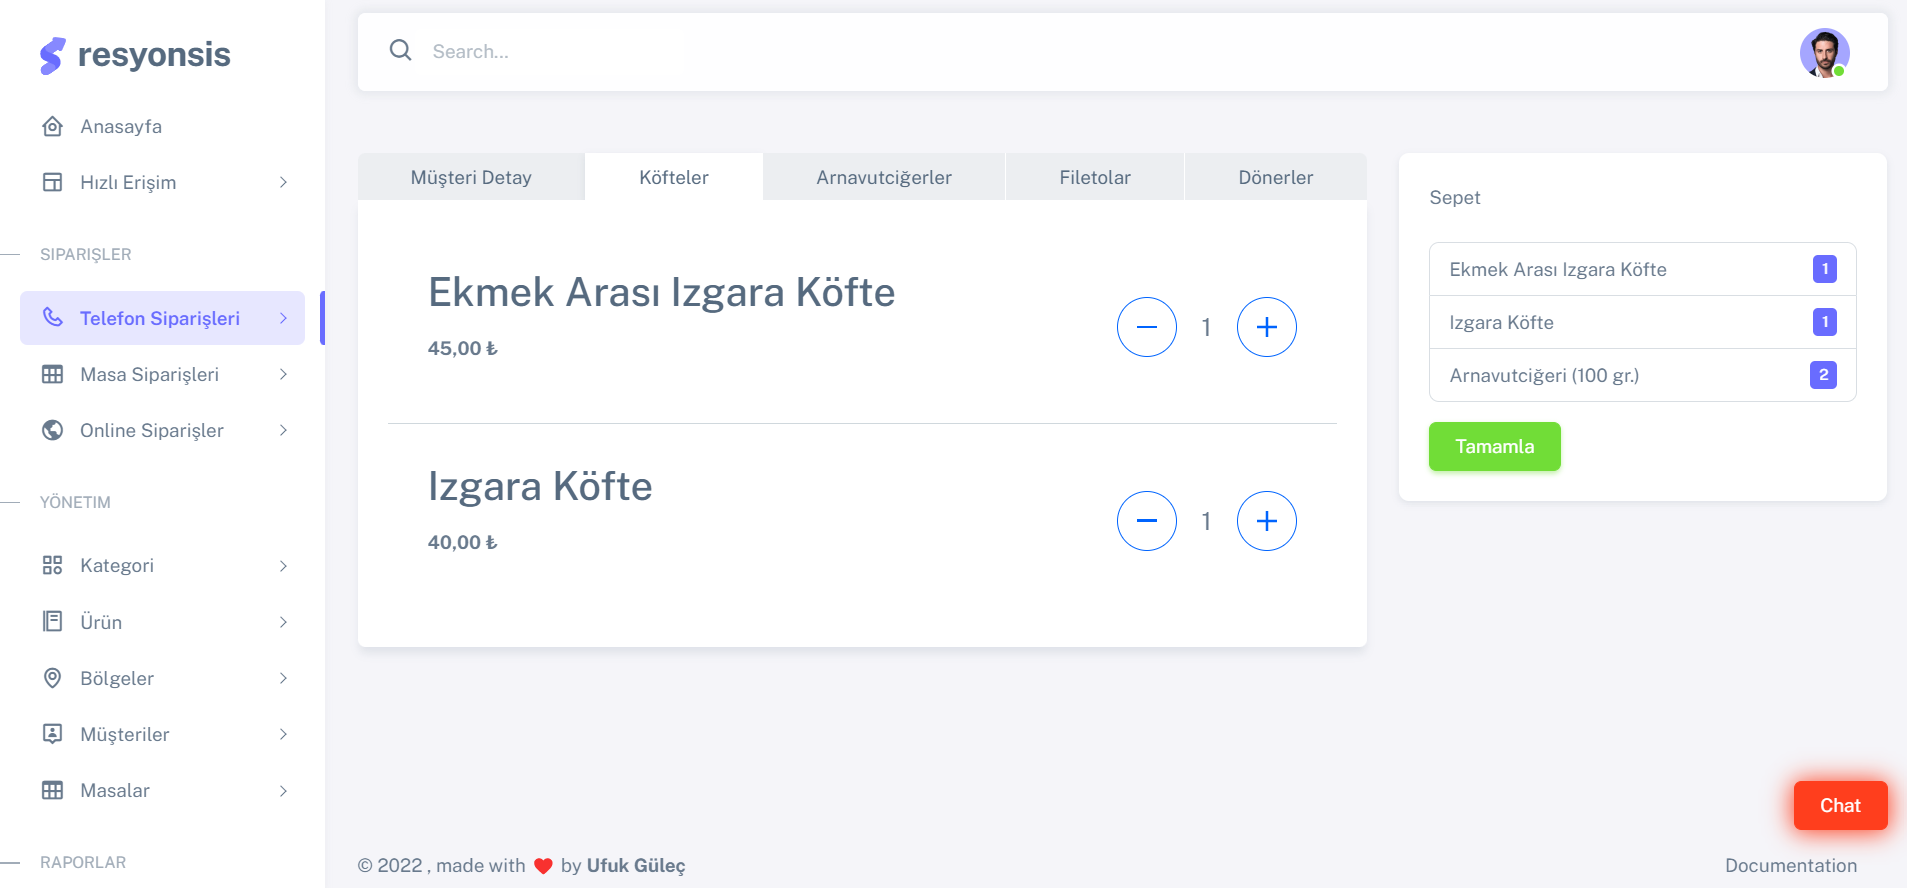 resyonsis
Anasayfa
Hızlı Erişim
SIPARIŞLER
Telefon Siparişleri
Masa Siparişleri
Online Siparişler
YÖNETIM
Kategori
Ürün
Bölgeler
Müşteriler
Masalar
RAPORLAR
Search...
Müşteri Detay
Köfteler
Arnavutciğerler
Filetolar
Dönerler
Ekmek Arası Izgara Köfte
45,00 ₺
1
Izgara Köfte
40,00 ₺
1
Sepet
Ekmek Arası Izgara Köfte 1
Izgara Köfte 1
Arnavutciğeri (100 gr.) 2
Tamamla
Chat
© 2022 , made with ❤️ by Ufuk Güleç
Documentation